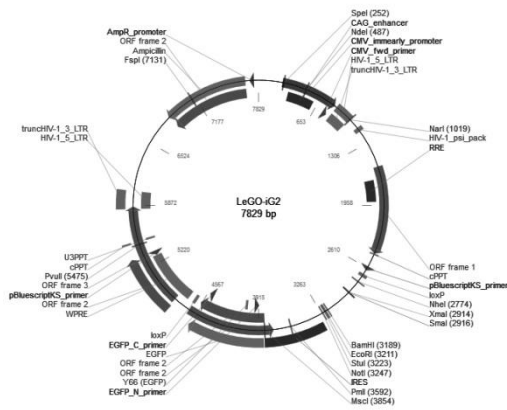 AmpR_promoter
ORF frame 2
Ampicillin
FspI (7131)
SpeI (252)
CAG_enhancer
NdeI (487)
CMV_immearly_promoter
CMV_fwd_primer
HIV-1_5_LTR
truncHIV-1_3_LTR
NarI (1019)
HIV-1_psi_pack
RRE
ORF frame 1
cPPT
pBluescriptKS_primer
loxP
NheI (2774)
XmaI (2914)
SmaI (2916)
BamHI (3189)
EcoRI (3211)
StuI (3223)
NotI (3247)
IRES
PmlI (3592)
MscI (3854)
loxP
EGFP_C_primer
EGFP
ORF frame 2
ORF frame 2
Y66 (EGFP)
EGFP_N_primer
U3PPT
cPPT
PvuII (5475)
ORF frame 3
pBluescriptKS_primer
ORF frame 2
WPRE
truncHIV-1_3_LTR
HIV-1_5_LTR
LeGO-iG2
7829 bp
7829
653
1306
1958
2610
3263
3915
4567
5220
5872
6524
7177